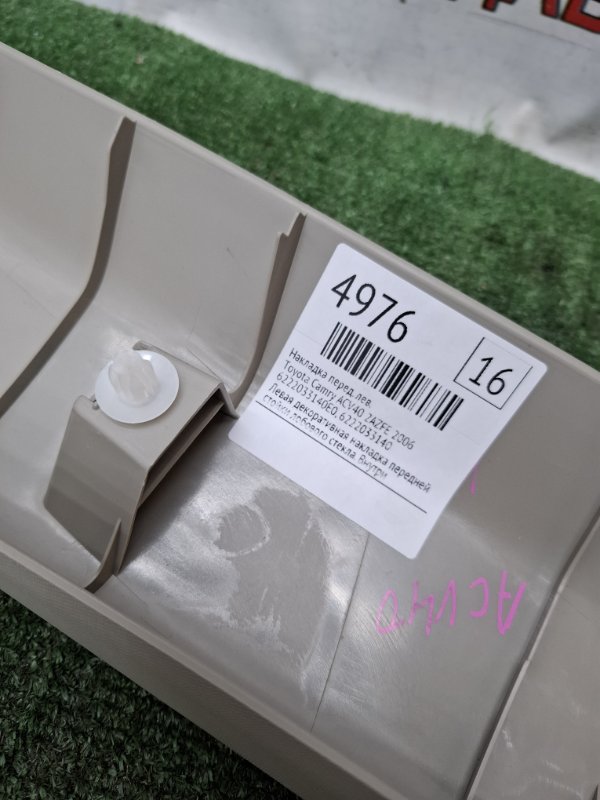 4976
16
Накладка перед. лев.
Toyota Camry ACV40 2AZFE 2006
6222033140E0, 6222033140
Левая декоративная накладка передней
стойки лобового стекла. Внутри
ACV40